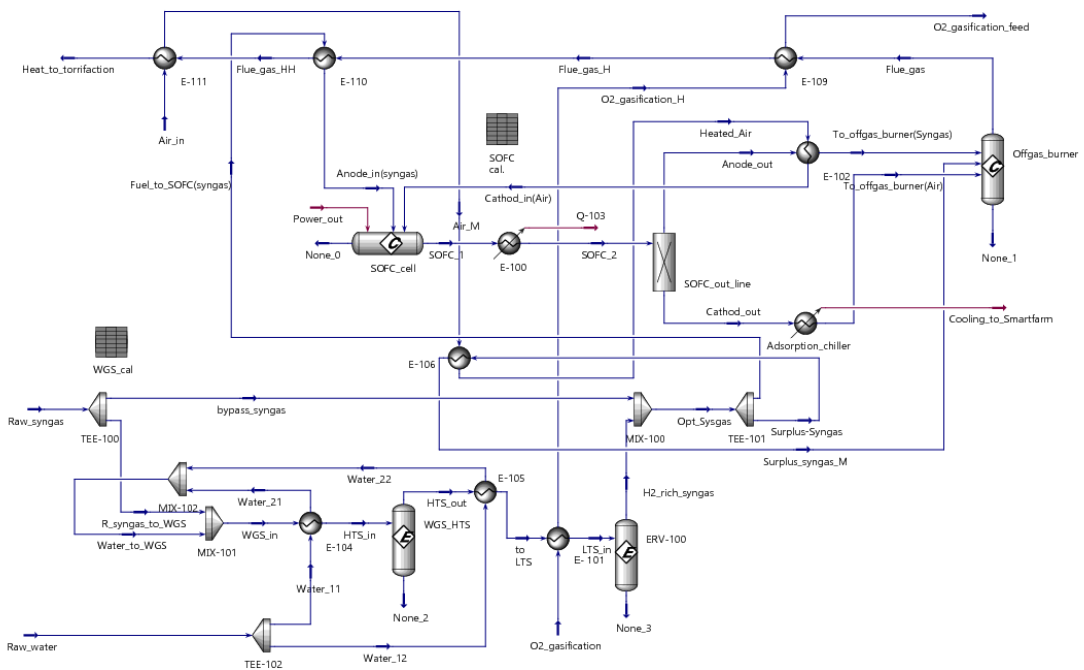 O2_gasification_feed
Heat_to_torrifaction
E-111
Flue_gas_HH
E-110
Flue_gas_H
E-109
Flue_gas
O2_gasification_H
Air_in
SOFC
cal.
Heated_Air
To_offgas_burner(Syngas)
Offgas_burner
Anode_out
Fuel_to_SOFC(syngas)
Anode_in(syngas)
E-102
To_offgas_burner(Air)
Cathod_in(Air)
Power_out
Air_M
Q-103
None_0
SOFC_cell
SOFC_1
E-100
SOFC_2
None_1
SOFC_out_line
Cathod_out
Cooling_to_Smartfarm
Adsorption_chiller
WGS_cal
E-106
Raw_syngas
TEE-100
bypass_syngas
MIX-100
Opt_Sysgas
TEE-101
Surplus-Syngas
Surplus_syngas_M
Water_22
E-105
H2_rich_syngas
MIX-102
Water_21
HTS_out
WGS_HTS
R_syngas_to_WGS
Water_to_WGS
MIX-101
WGS_in
E-104
HTS_in
to
LTS
LTS_in
E- 101
ERV-100
Water_11
None_2
None_3
Raw_water
TEE-102
Water_12
O2_gasification